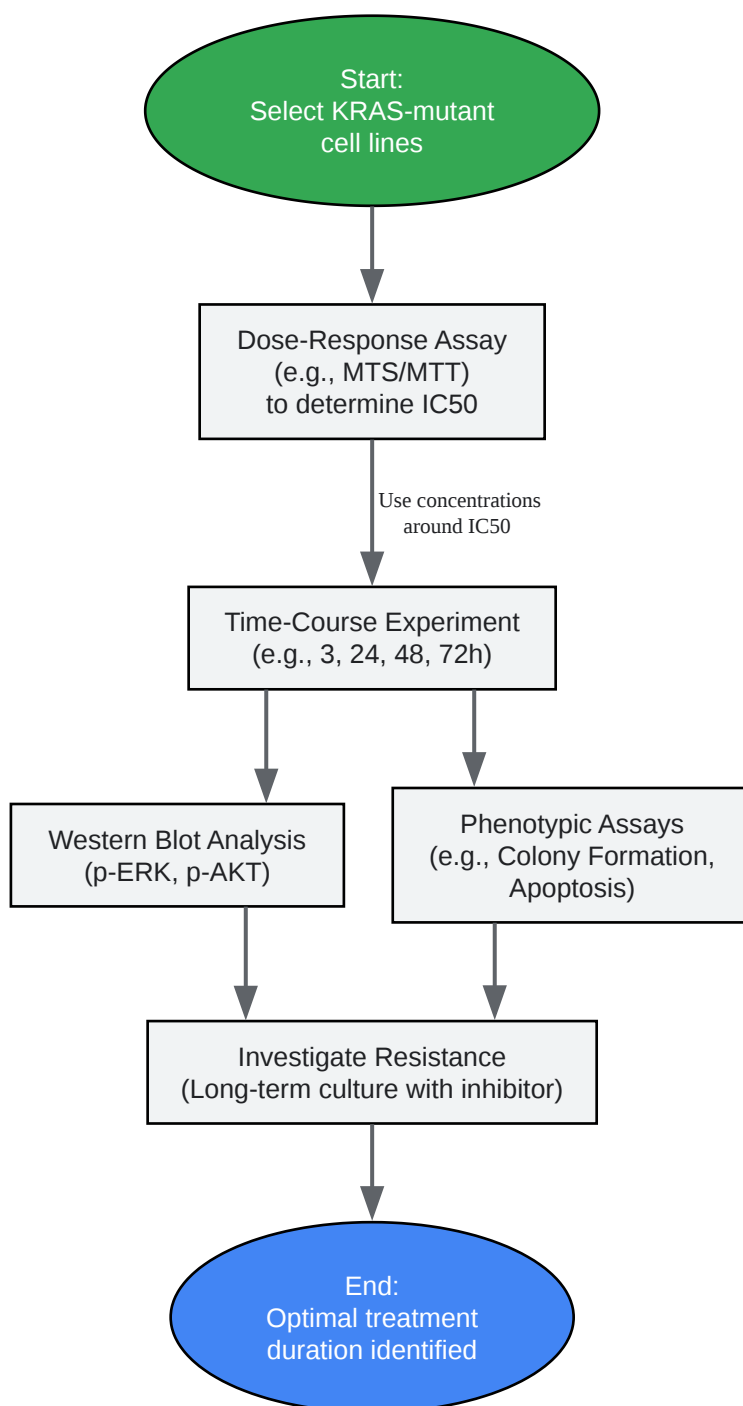 Start:
Select KRAS-mutant
cell lines
Dose-Response Assay
(e.g., MTS/MTT)
to determine IC50
Use concentrations
around IC50
Time-Course Experiment
(e.g., 3, 24, 48, 72h)
Western Blot Analysis
(p-ERK, p-AKT)
Phenotypic Assays
(e.g., Colony Formation,
Apoptosis)
Investigate Resistance
(Long-term culture with inhibitor)
End:
Optimal treatment
duration identified